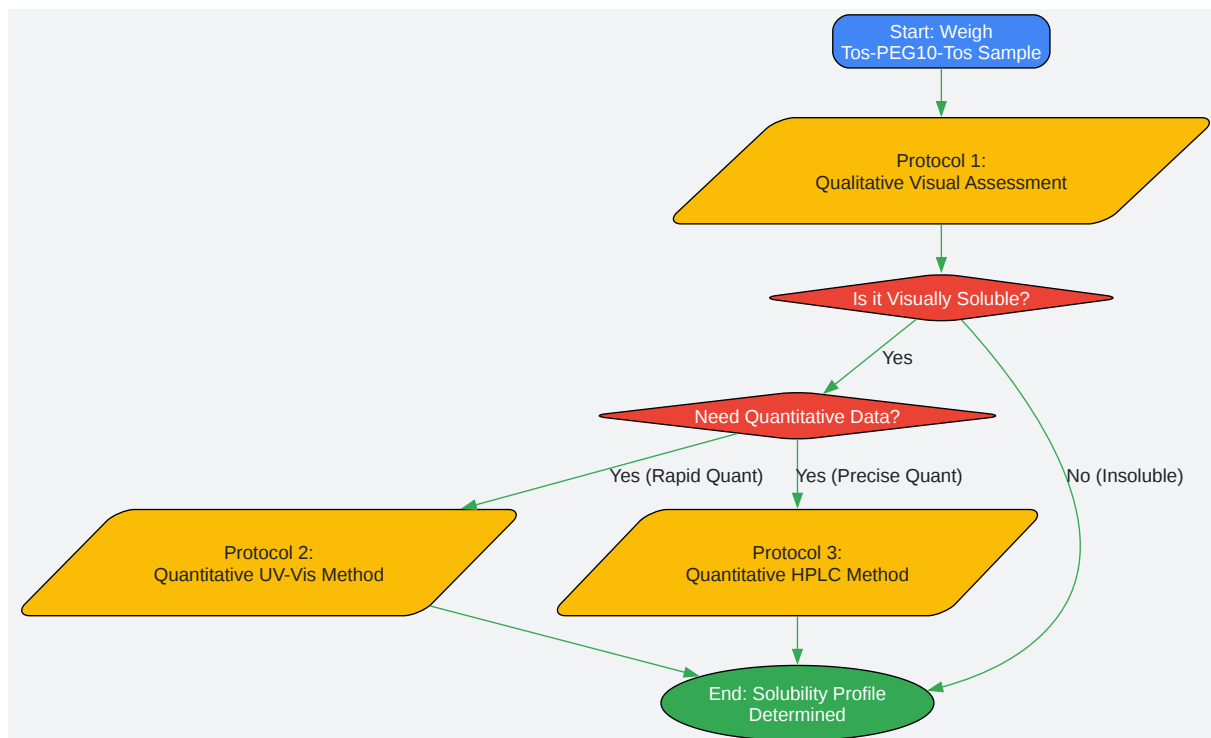 Start: Weigh
Tos-PEG10-Tos Sample
Protocol 1:
Qualitative Visual Assessment
Is it Visually Soluble?
Yes
Need Quantitative Data?
Yes (Rapid Quant)
Yes (Precise Quant)
No (Insoluble)
Protocol 2:
Quantitative UV-Vis Method
Protocol 3:
Quantitative HPLC Method
End: Solubility Profile
Determined